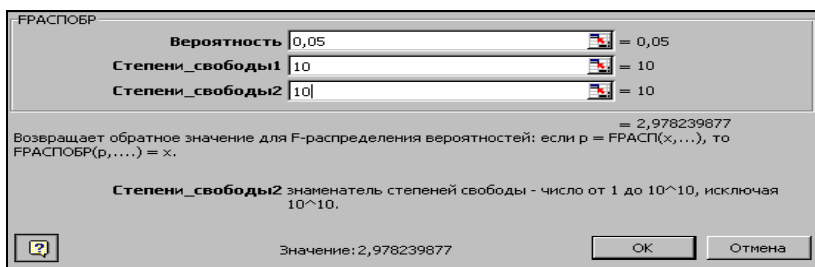 FРАСПОБР
Вероятность 0,05 = 0,05
Степени_свободы1 10 = 10
Степени_свободы2 10 = 10
= 2,978239877
Возвращает обратное значение для F-распределения вероятностей: если p = FРАСП(x,...), то
FРАСПОБР(p,....) = x.
Степени_свободы2 знаменатель степеней свободы - число от 1 до 10^10, исключая
10^10.
Значение:2,978239877 ОК Отмена